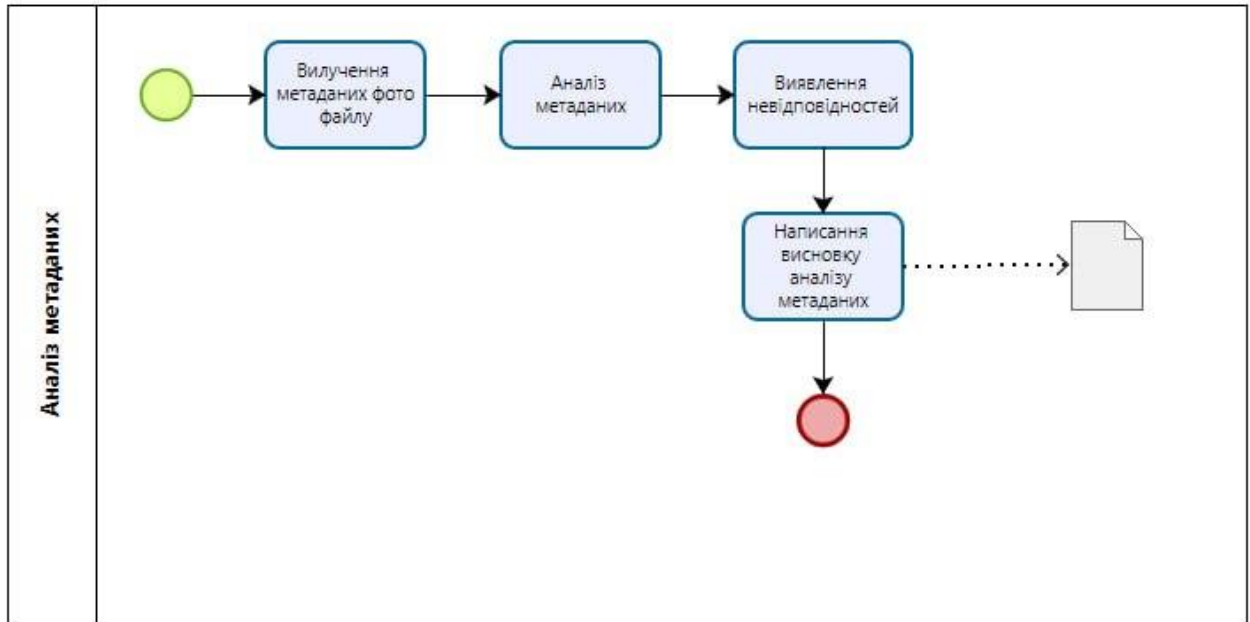 Аналіз метаданих
Вилучення
метаданих фото
файлу
Аналіз
метаданих
Виявлення
невідповідностей
Написання
висновку
аналізу
метаданих